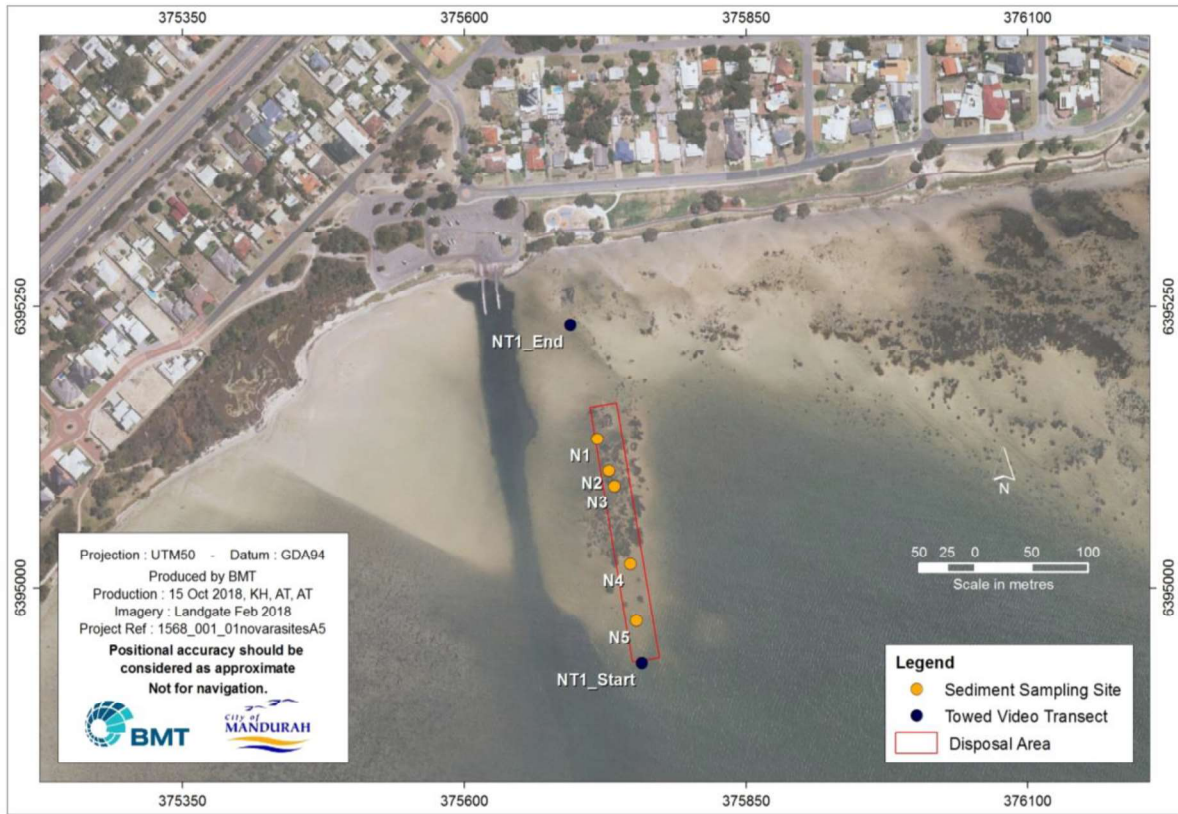 375350 375600 375850 376100
6395250 6395250
NT1_End
N1
N2
N3
N
N4
50 25 0 50 100
Scale in metres
6395000 6395000
N5
NT1_Start
Projection : UTM50 - Datum : GDA94
Produced by BMT
Production : 15 Oct 2018, KH, AT, AT
Imagery : Landgate Feb 2018
Project Ref : 1568_001_01novarasitesA5
Positional accuracy should be
considered as approximate
Not for navigation.
BMT
City of
MANDURAH
Legend
Sediment Sampling Site
Towed Video Transect
Disposal Area
375350 375600 375850 376100